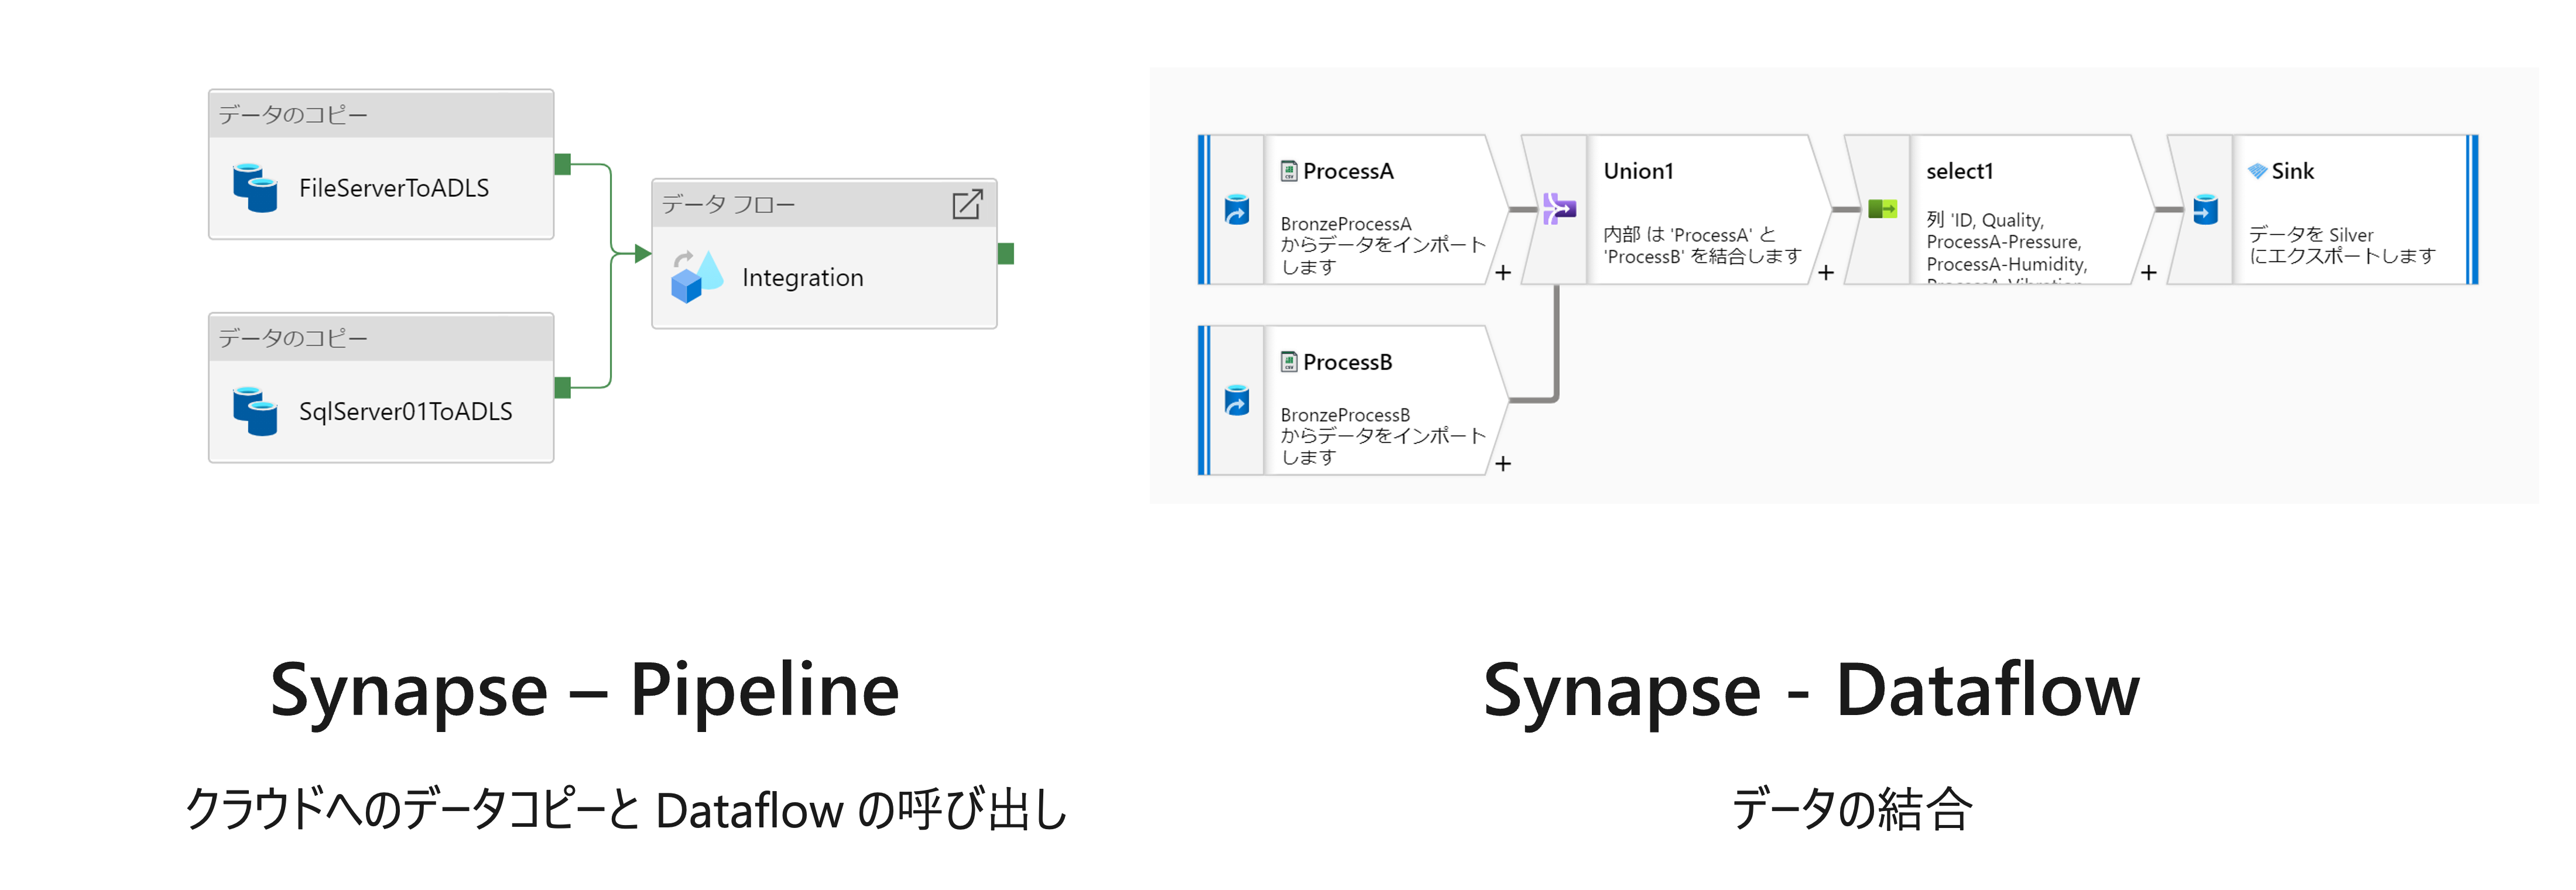 データのコピー
FileServerToADLS
データのコピー
SqlServer01ToADLS
データ フロー
Integration
ProcessA
BronzeProcessA
からデータをインポート
します
+
Union1
内部 は 'ProcessA' と
'ProcessB' を結合します
+
select1
列 'ID, Quality,
ProcessA-Pressure,
ProcessA-Humidity,
ProcessA-Vibration
+
Sink
データを Silver
にエクスポートします
ProcessB
BronzeProcessB
からデータをインポート
します
+
Synapse – Pipeline
クラウドへのデータコピーと Dataflow の呼び出し
Synapse - Dataflow
データの結合